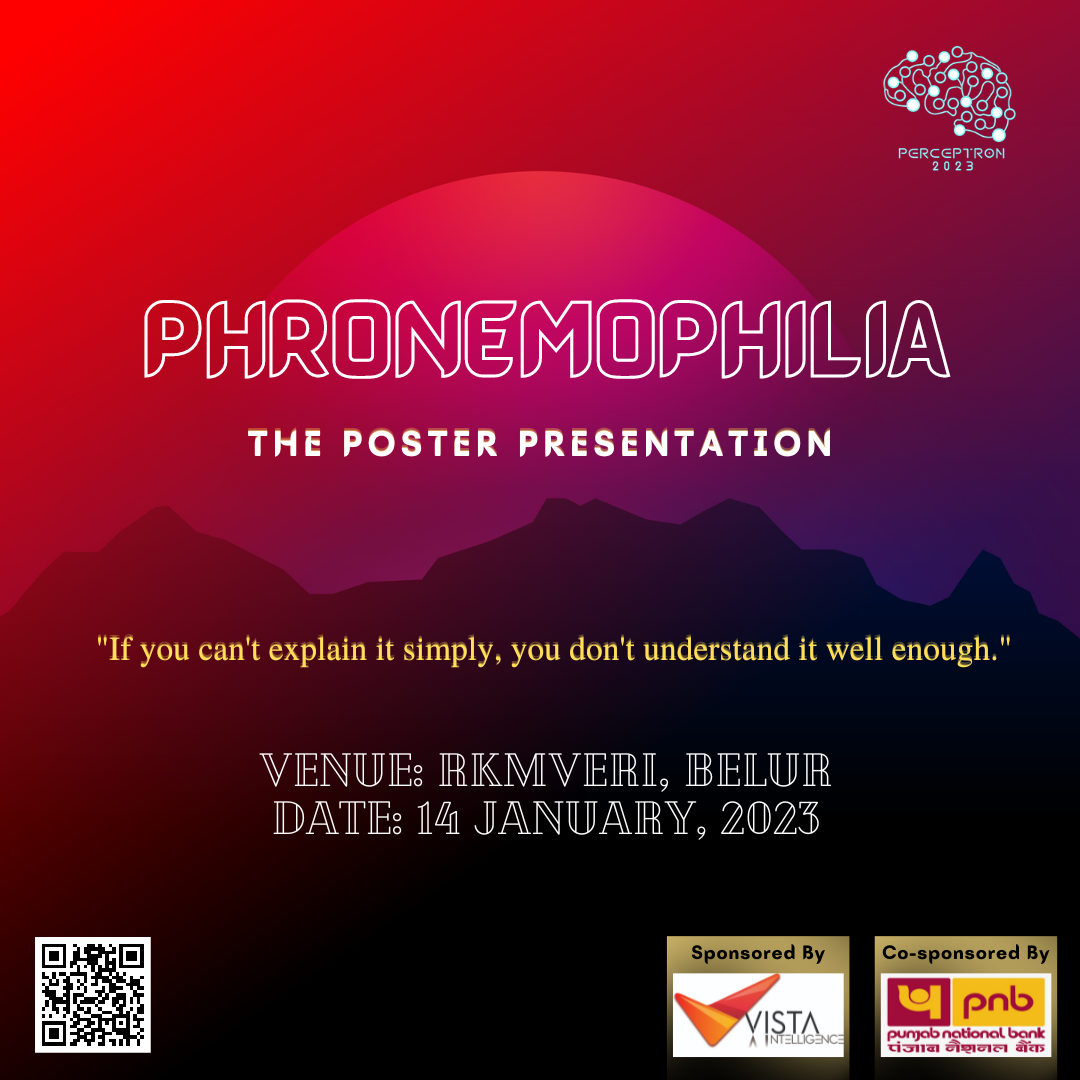 PERCEPTRON
2023
PHRONEMOPHILIA
THE POSTER PRESENTATION
"If you can't explain it simply, you don't understand it well enough."
VENUE: RKMVERI, BELUR
DATE: 14 JANUARY, 2023
Sponsored By
VISTA
INTELLIGENCE
Co-sponsored By
pnb
punjab national bank
पंजाब नैशनल बैंक